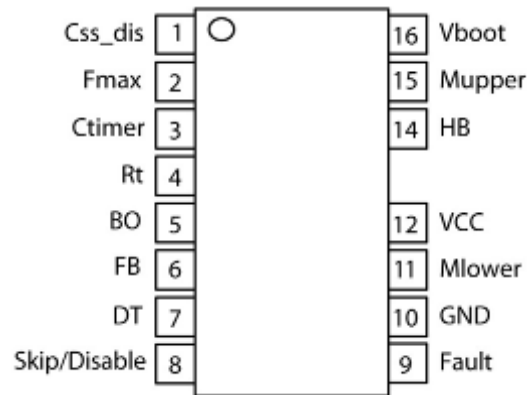 Css_dis 1 16 Vboot
Fmax 2 15 Mupper
Ctimer 3 14 HB
Rt 4
BO 5 12 VCC
FB 6 11 Mlower
DT 7 10 GND
Skip/Disable 8 9 Fault